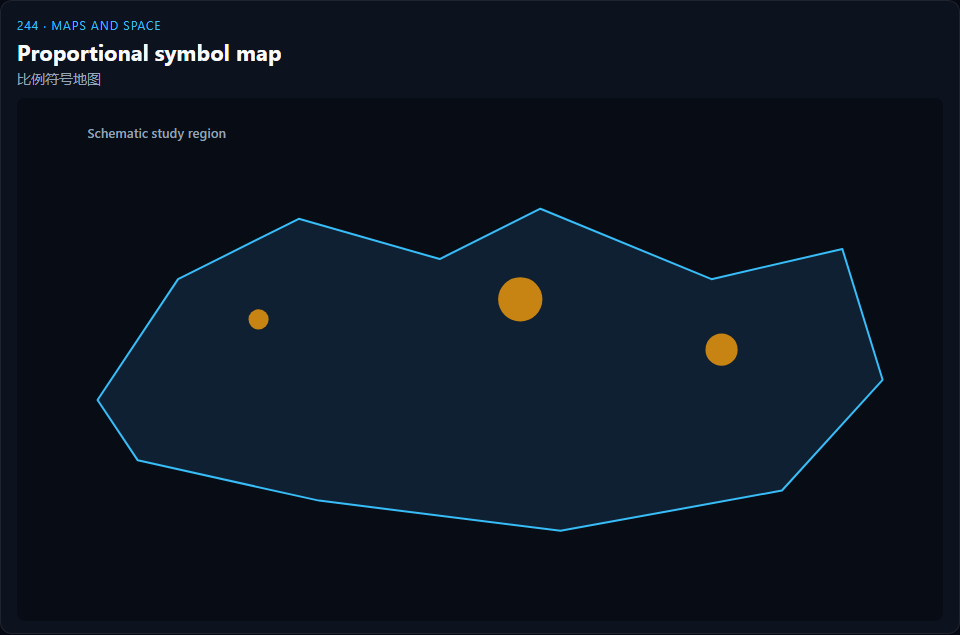 244 · MAPS AND SPACE
Proportional symbol map
比例符号地图
Schematic study region